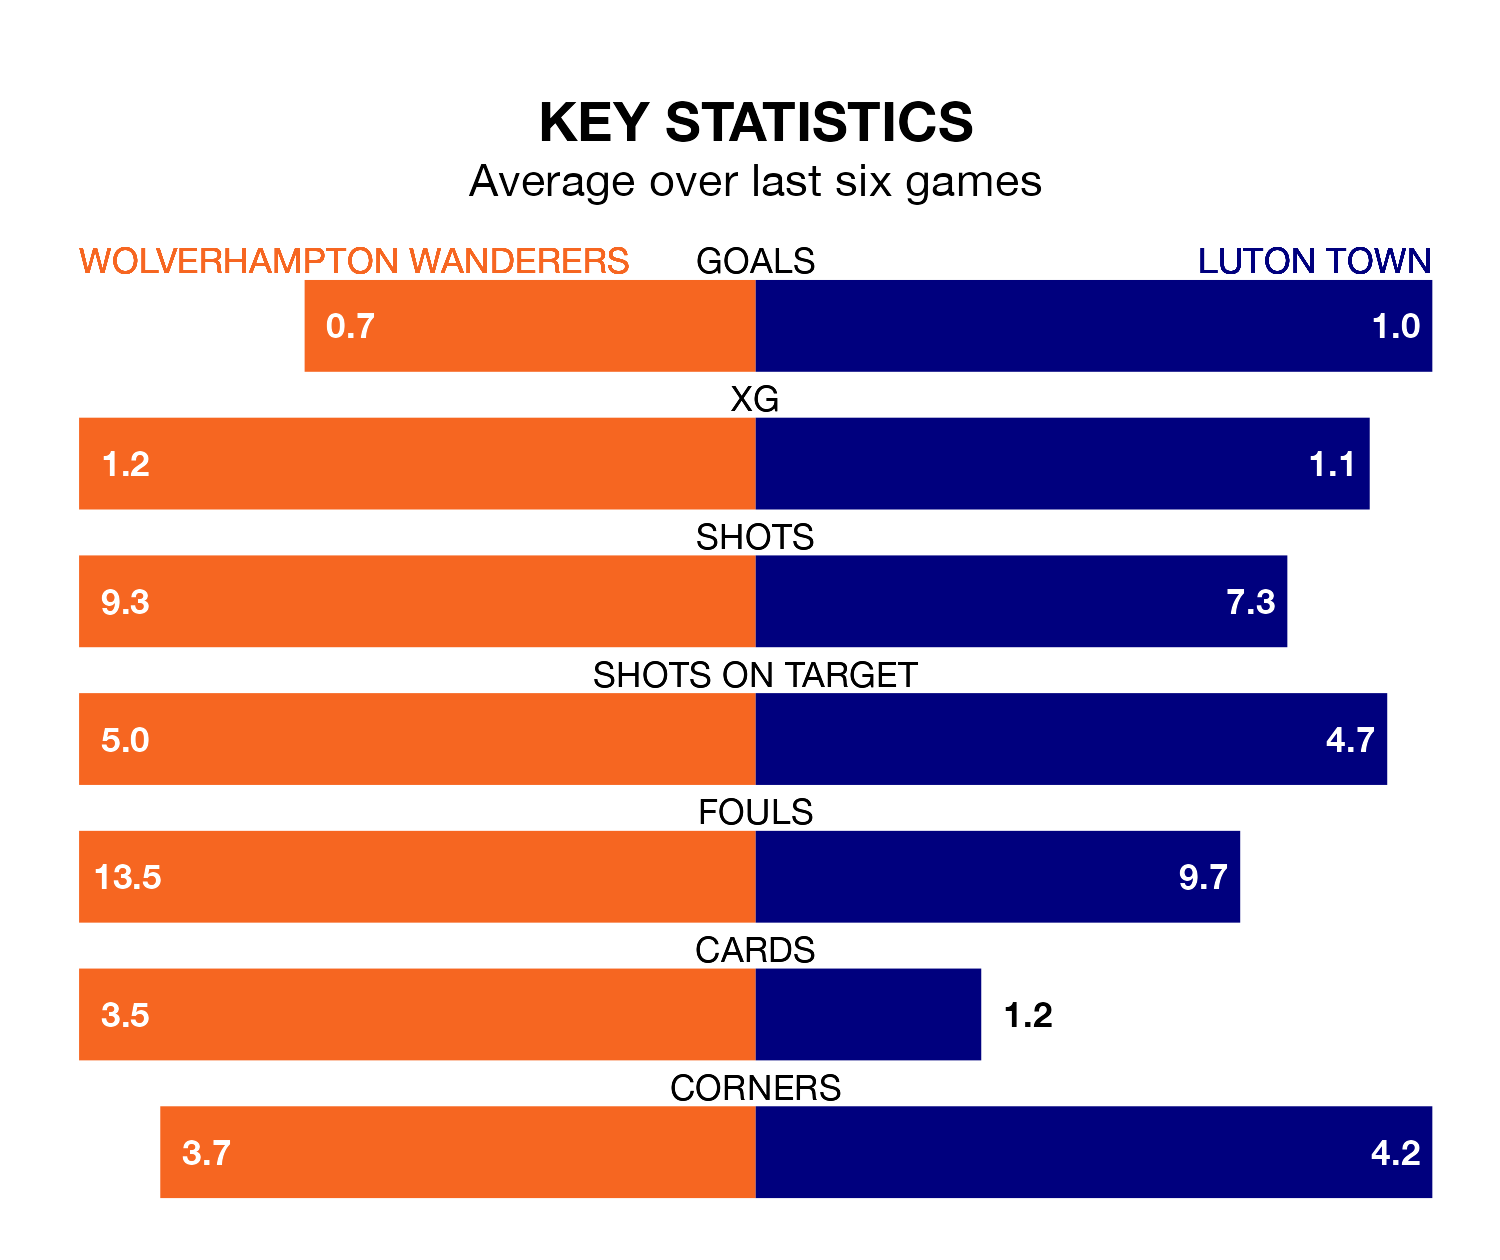 KEY STATISTICS
Average over last six games
WOLVERHAMPTON WANDERERS GOALS LUTON TOWN
0.7 1.0
XG
1.2 1.1
SHOTS
9.3 7.3
SHOTS ON TARGET
5.0 4.7
FOULS
13.5 9.7
CARDS
3.5 1.2
CORNERS
3.7 4.2